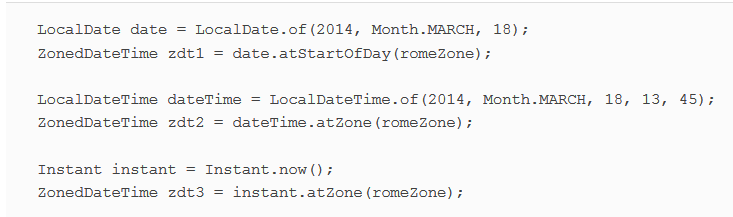 LocalDate date = LocalDate.of(2014, Month.MARCH, 18);
ZonedDateTime zdt1 = date.atStartOfDay(romeZone);
LocalDateTime dateTime = LocalDateTime.of(2014, Month.MARCH, 18, 13, 45);
ZonedDateTime zdt2 = dateTime.atZone(romeZone);
Instant instant = Instant.now();
ZonedDateTime zdt3 = instant.atZone(romeZone);